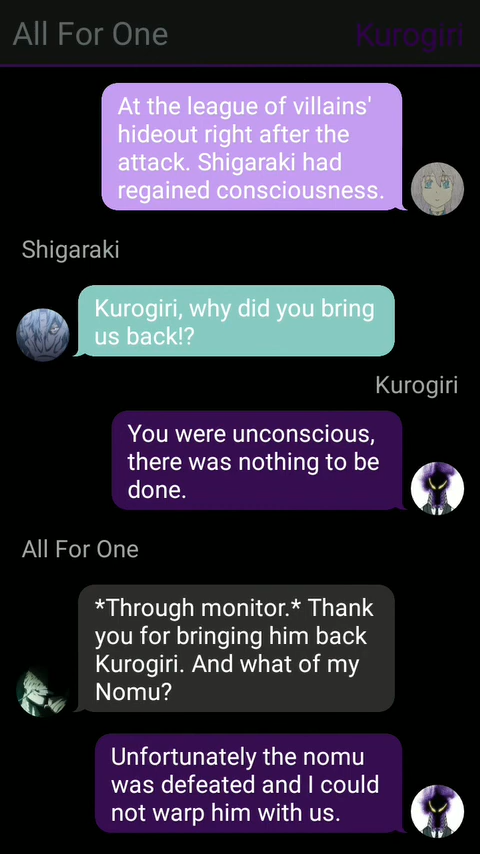 All For One
Kurogiri
At the league of villains'
hideout right after the
attack. Shigaraki had
regained consciousness.
Shigaraki
Kurogiri, why did you bring
us back!?
Kurogiri
You were unconscious,
there was nothing to be
done.
All For One
*Through monitor.* Thank
you for bringing him back
Kurogiri. And what of my
Nomu?
Unfortunately the nomu
was defeated and I could
not warp him with us.